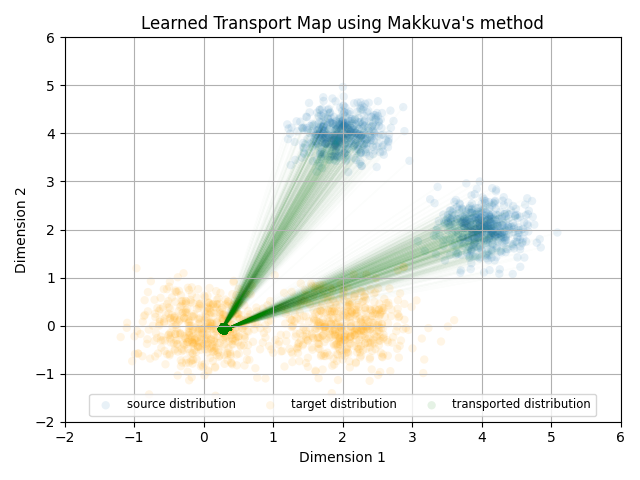 Learned Transport Map using Makkuva's method
6
5
4
3
2
1
0
−1
−2
Dimension 2
source distribution target distribution transported distribution
−2 −1 0 1 2 3 4 5 6
Dimension 1